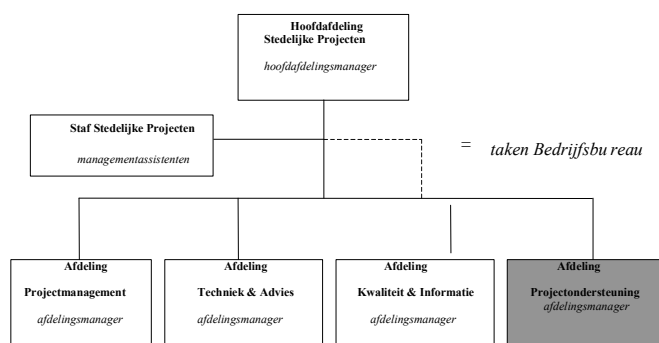 Hoofdafdeling
Stedelijke Projecten
hoofdafdelingsmanager
Staf Stedelijke Projecten
managementassistenten
= taken Bedrijfsbu reau
Afdeling
Projectmanagement
afdelingsmanager
Afdeling
Techniek & Advies
afdelingsmanager
Afdeling
Kwaliteit & Informatie
afdelingsmanager
Afdeling
Projectondersteuning
afdelingsmanager